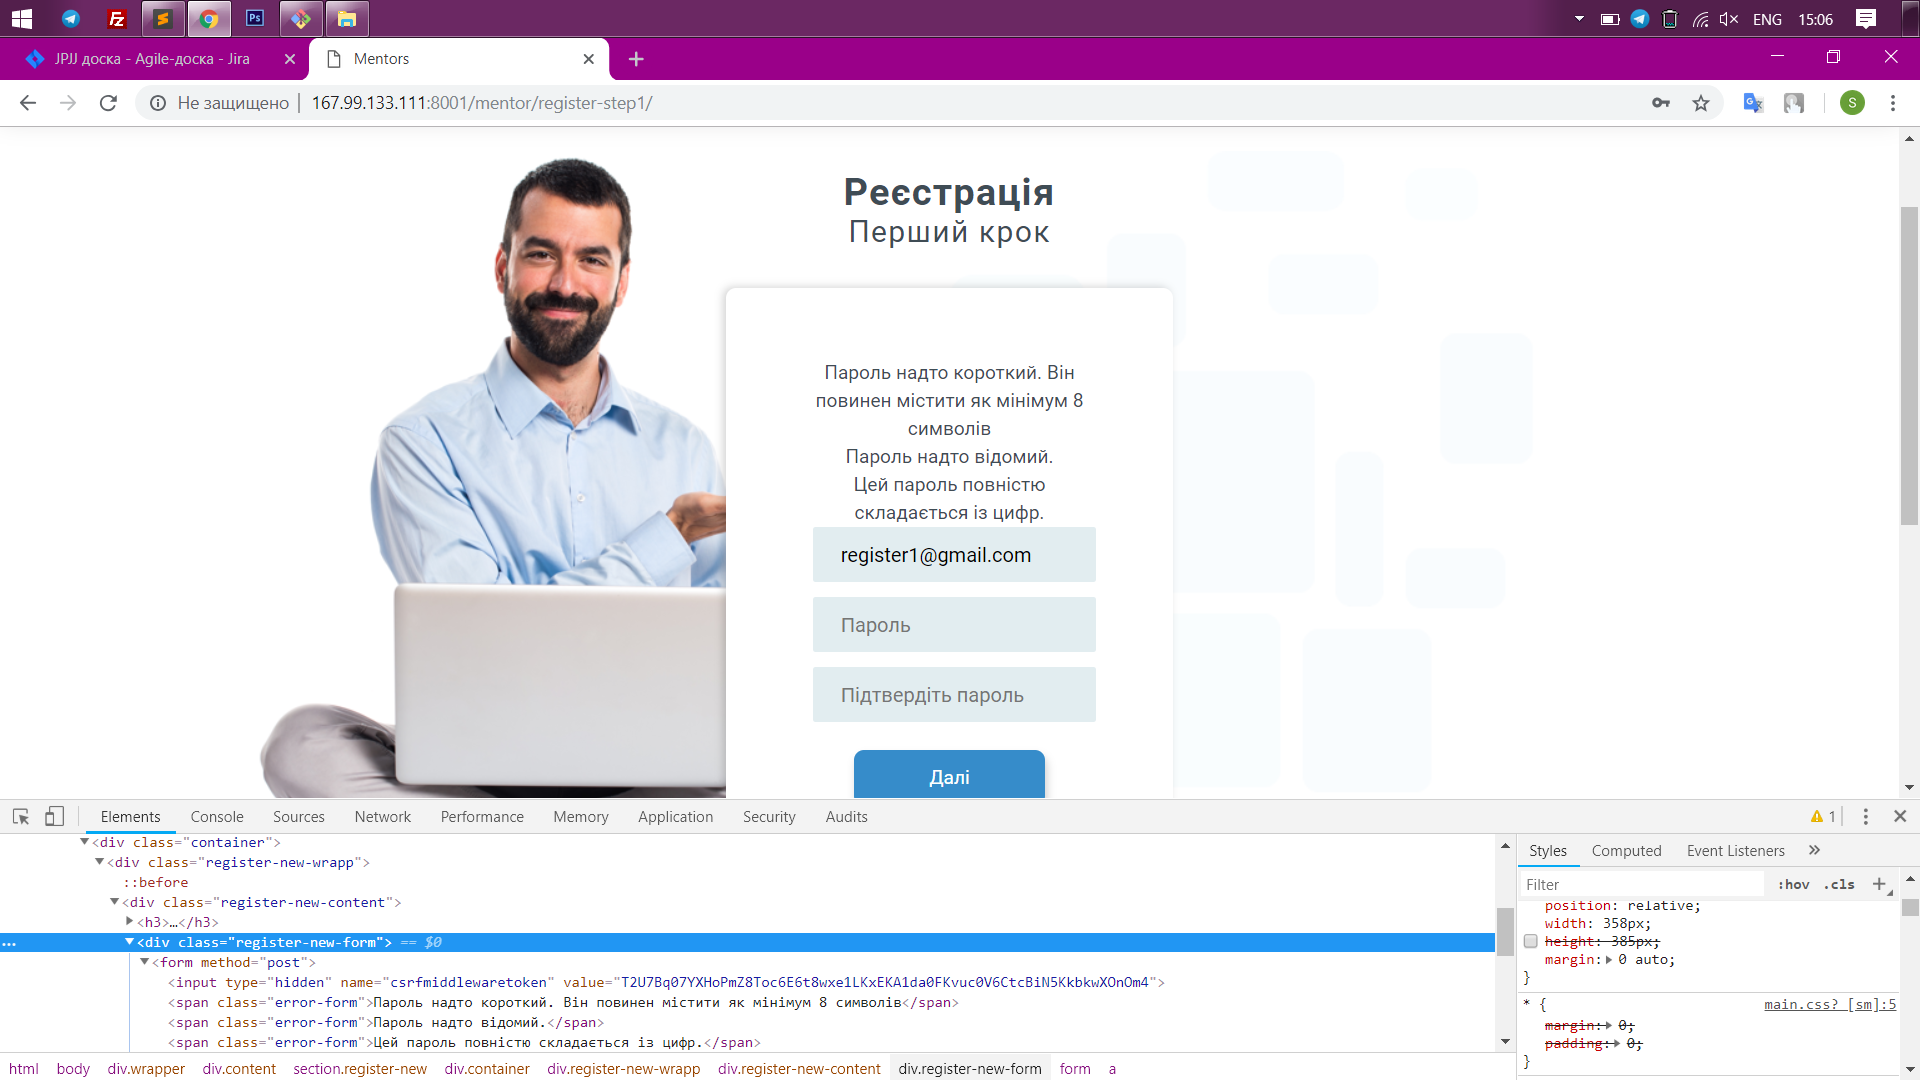 ENG
15:06
JPJJ доска - Agile-доска - Jira
Mentors
Не защищено | 167.99.133.111:8001/mentor/register-step1/
S
Реєстрація
Перший крок
Пароль надто короткий. Він
повинен містити як мінімум 8
символів
Пароль надто відомий.
Цей пароль повністю
складається із цифр.
register1@gmail.com
Пароль
Підтвердіть пароль
Далі
Elements Console Sources Network Performance Memory Application Security Audits
1
<div class="container">
<div class="register-new-wrapp">
::before
<div class="register-new-content">
<h3>…</h3>
... <div class="register-new-form"> == $0
<form method="post">
<input type="hidden" name="csrfmiddlewaretoken" value="T2U7Bq07YXHoPmZ8Toc6E6t8wxe1LKxEKA1da0FKvuc0V6CtcBiN5KkbkwXOnOm4">
<span class="error-form">Пароль надто короткий. Він повинен містити як мінімум 8 символів</span>
<span class="error-form">Пароль надто відомий.</span>
<span class="error-form">Цей пароль повністю складається із цифр.</span>
html body div.wrapper div.content section.register-new div.container div.register-new-wrapp div.register-new-content div.register-new-form form a
Styles Computed Event Listeners »
Filter :hov .cls +
position: relative;
width: 358px;
height: 385px;
margin: 0 auto;
}
* { main.css?_[sm]:5
margin: 0;
padding: 0;
}